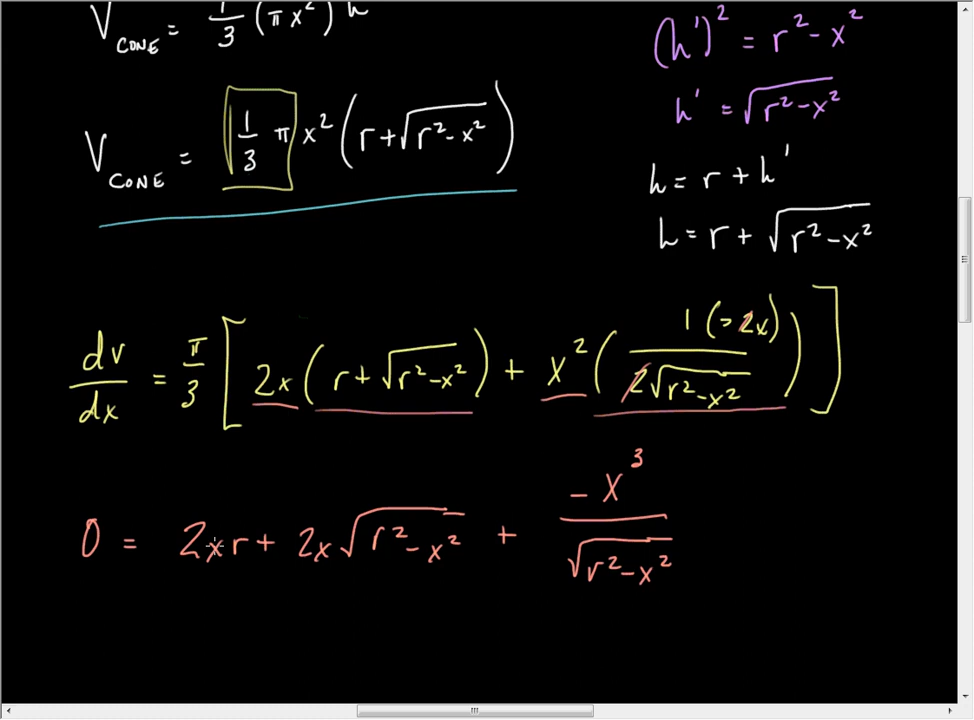 V_CONE = 1/3 (πx²) h
(h')² = r² - x²
h' = √(r² - x²)
V_CONE = 1/3 π x² (r + √(r² - x²))
h = r + h'
h = r + √(r² - x²)
dv/dx = π/3 [2x (r + √(r² - x²)) + x² (1(-2x) / 2√(r² - x²))]
0 = 2xr + 2x√(r² - x²) + -x³ / √(r² - x²)